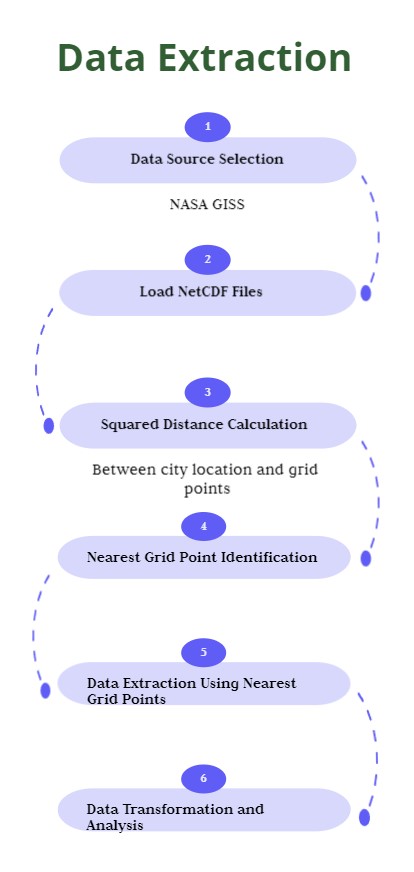 Data Extraction
1
Data Source Selection
NASA GISS
2
Load NetCDF Files
3
Squared Distance Calculation
Between city location and grid
points
4
Nearest Grid Point Identification
5
Data Extraction Using Nearest
Grid Points
6
Data Transformation and
Analysis